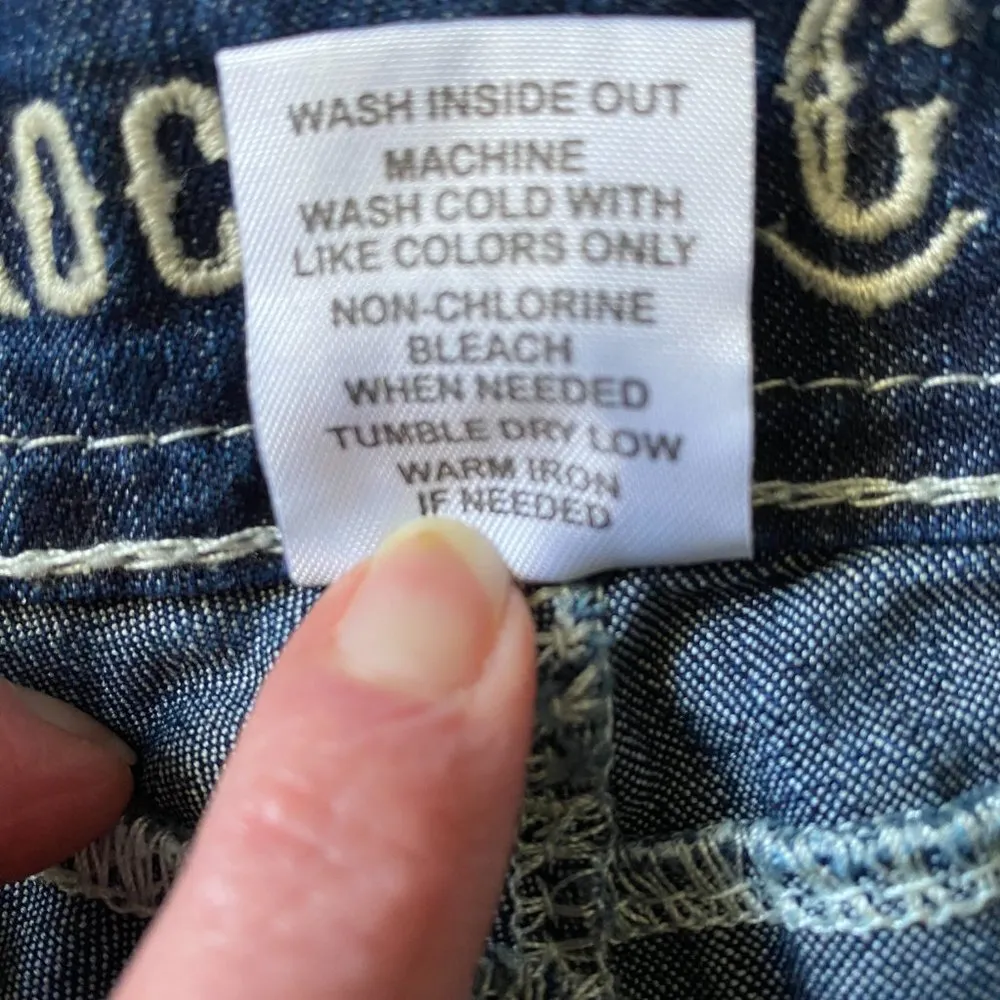 WASH INSIDE OUT
MACHINE
WASH COLD WITH
LIKE COLORS ONLY
NON-CHLORINE
BLEACH
WHEN NEEDED
TUMBLE DRY LOW
WARM IRON
IF NEEDED